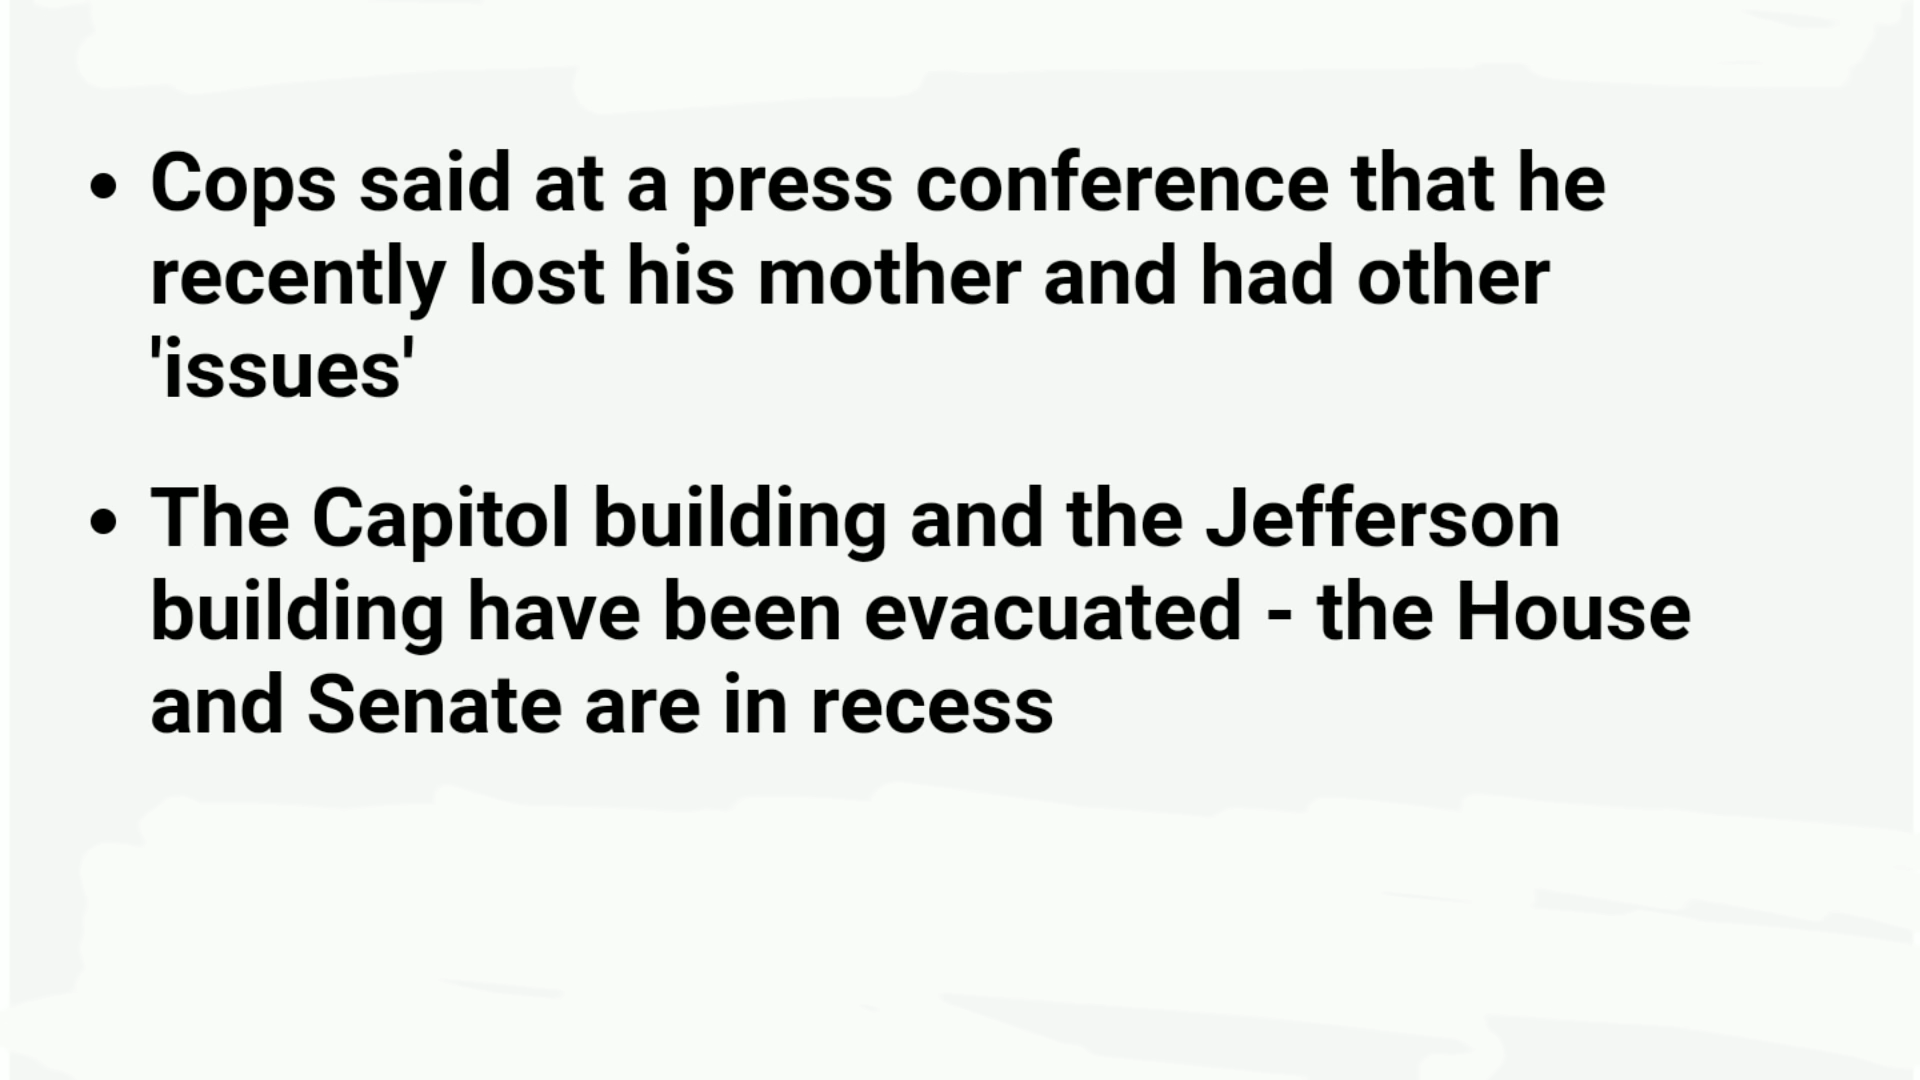 • Cops said at a press conference that he
recently lost his mother and had other
'issues'
• The Capitol building and the Jefferson
building have been evacuated - the House
and Senate are in recess